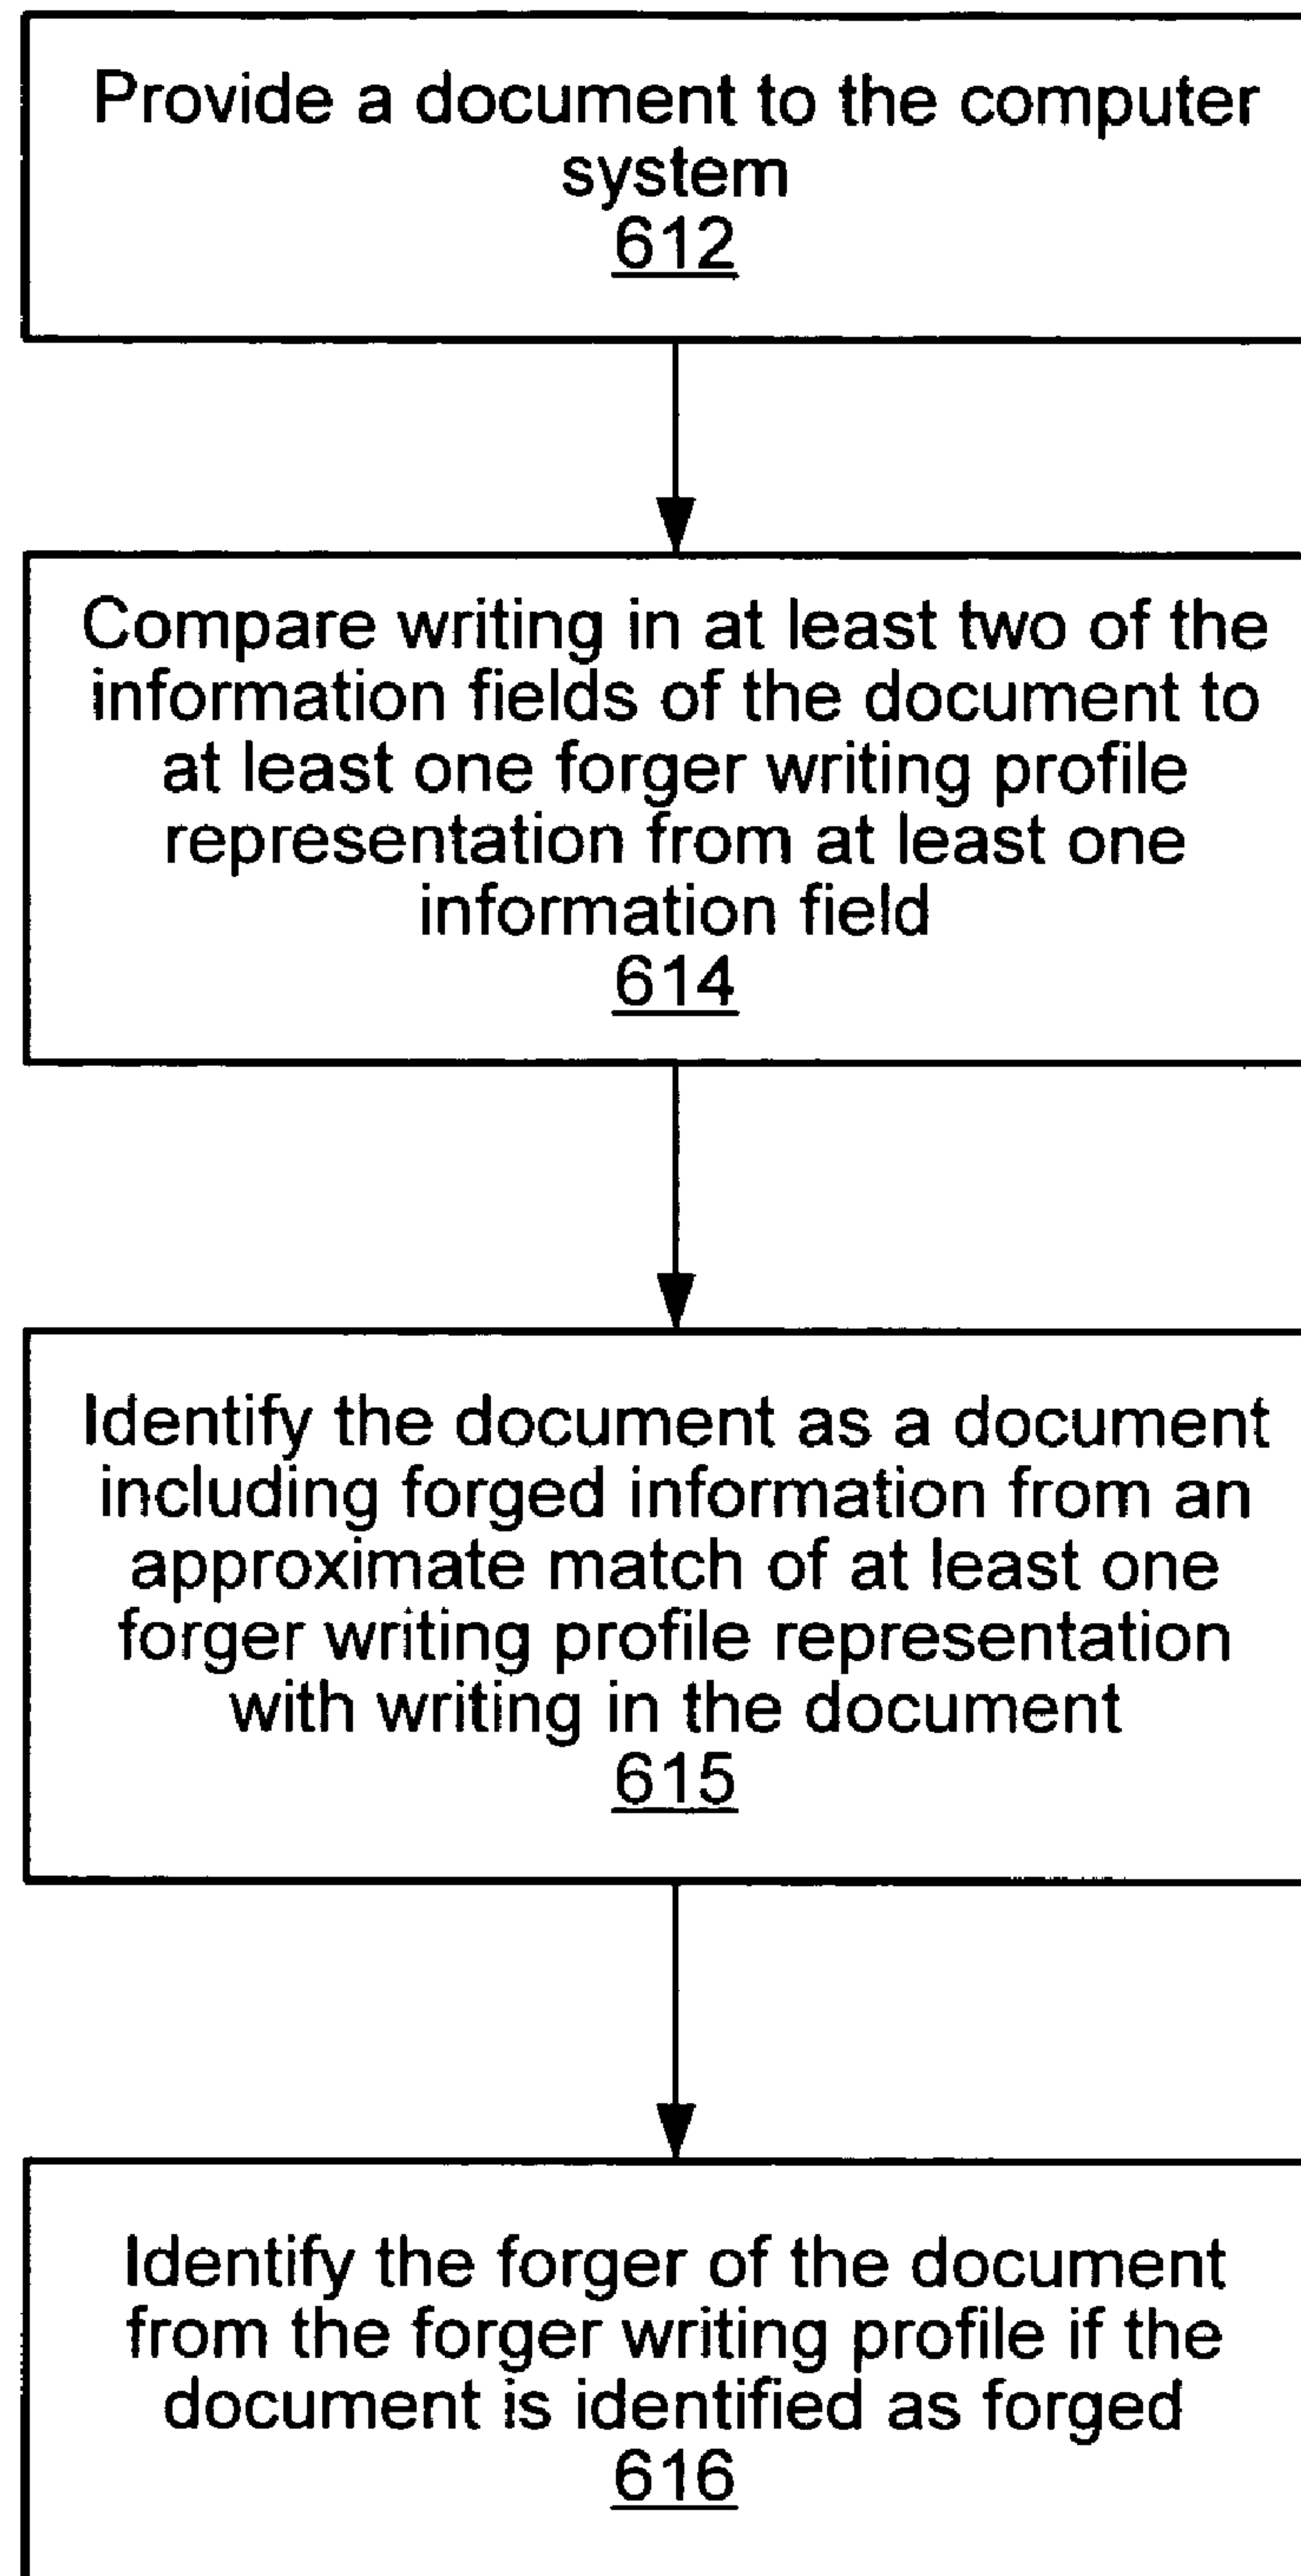 Provide a document to the computer
system
612
Compare writing in at least two of the
information fields of the document to
at least one forger writing profile
representation from at least one
information field
614
Identify the document as a document
including forged information from an
approximate match of at least one
forger writing profile representation
with writing in the document
615
Identify the forger of the document
from the forger writing profile if the
document is identified as forged
616